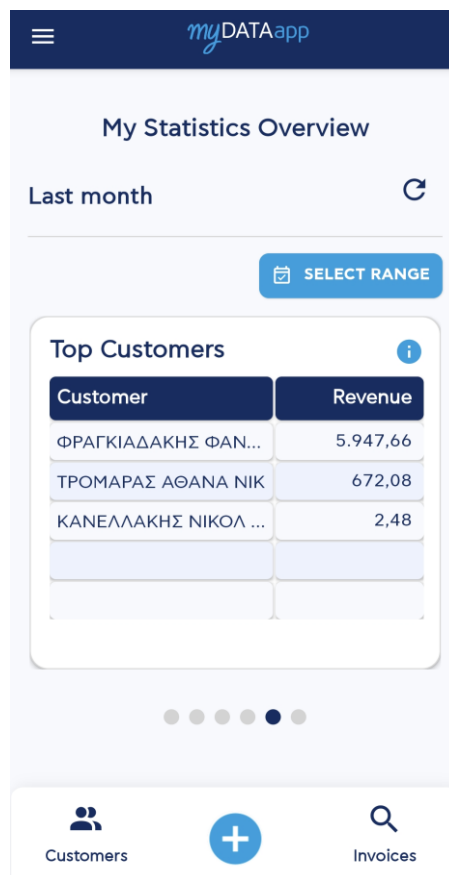 myDATAapp
My Statistics Overview
Last month
SELECT RANGE
Top Customers
Customer Revenue
ΦΡΑΓΚΙΑΔΑΚΗΣ ΦΑΝ... 5.947,66
ΤΡΟΜΑΡΑΣ ΑΘΑΝΑ ΝΙΚ 672,08
ΚΑΝΕΛΛΑΚΗΣ ΝΙΚΟΛ ... 2,48
Customers Invoices